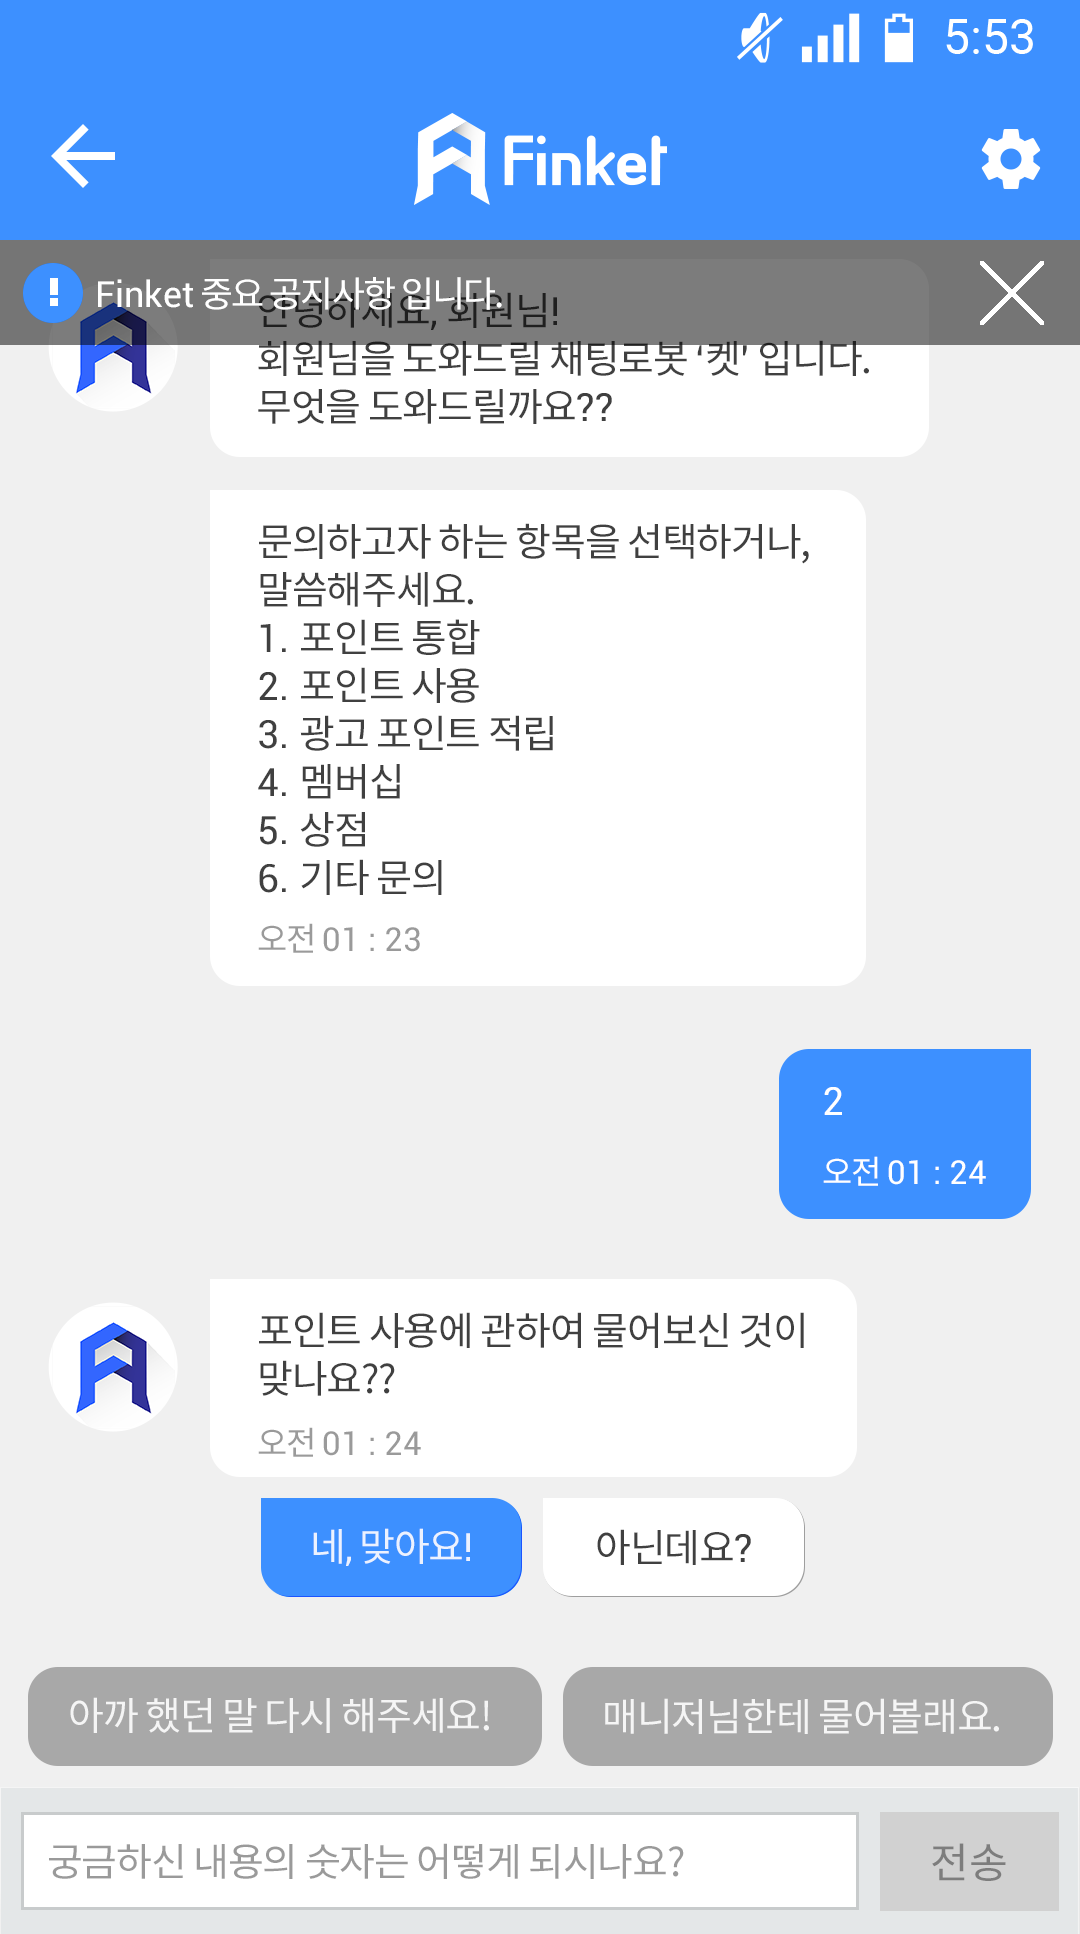 5:53
Finket
Finket 중요 공지사항 입니다.
안녕하세요, 회원님!
회원님을 도와드릴 채팅로봇 ‘켓’ 입니다.
무엇을 도와드릴까요??
문의하고자 하는 항목을 선택하거나,
말씀해주세요.
1. 포인트 통합
2. 포인트 사용
3. 광고 포인트 적립
4. 멤버십
5. 상점
6. 기타 문의
오전 01 : 23
2
오전 01 : 24
포인트 사용에 관하여 물어보신 것이
맞나요??
오전 01 : 24
네, 맞아요!
아닌데요?
아까 했던 말 다시 해주세요!
매니저님한테 물어볼래요.
궁금하신 내용의 숫자는 어떻게 되시나요?
전송